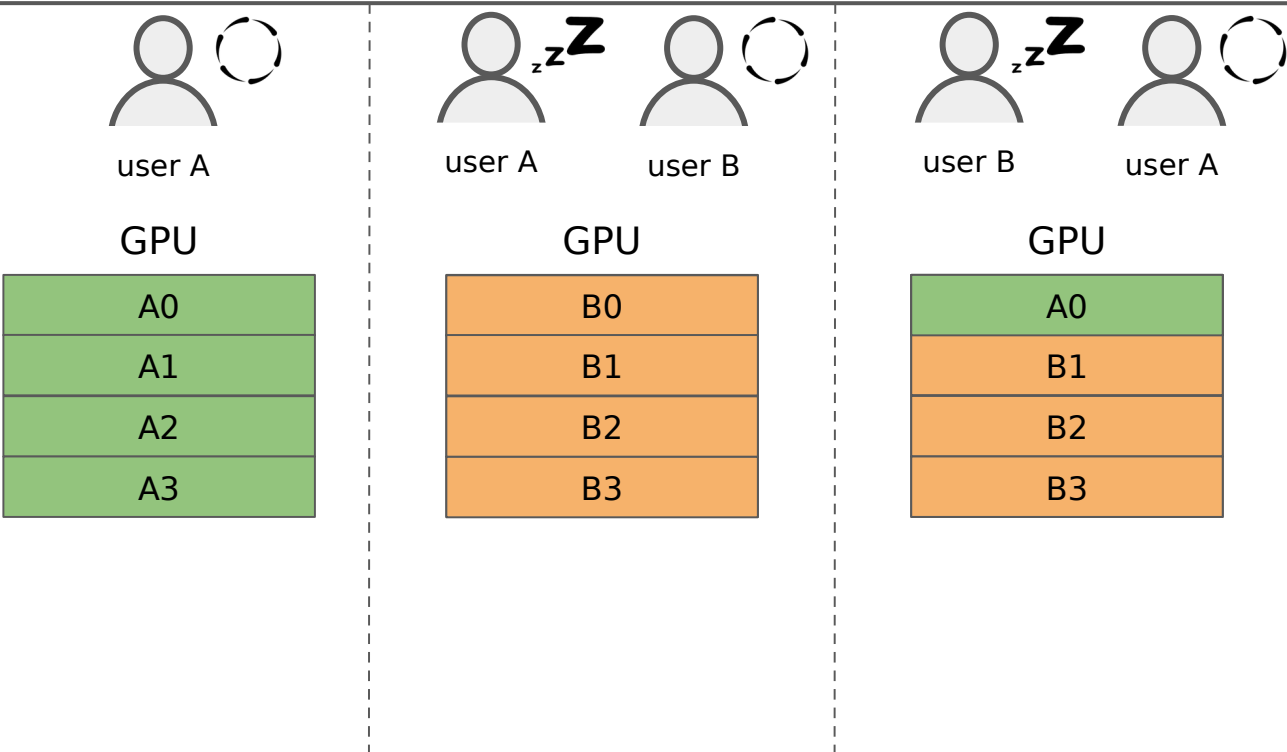 z z Z
z z Z
user A
user A
user B
user B
user A
GPU
GPU
GPU
A0
B0
A0
A1
B1
B1
A2
B2
B2
A3
B3
B3